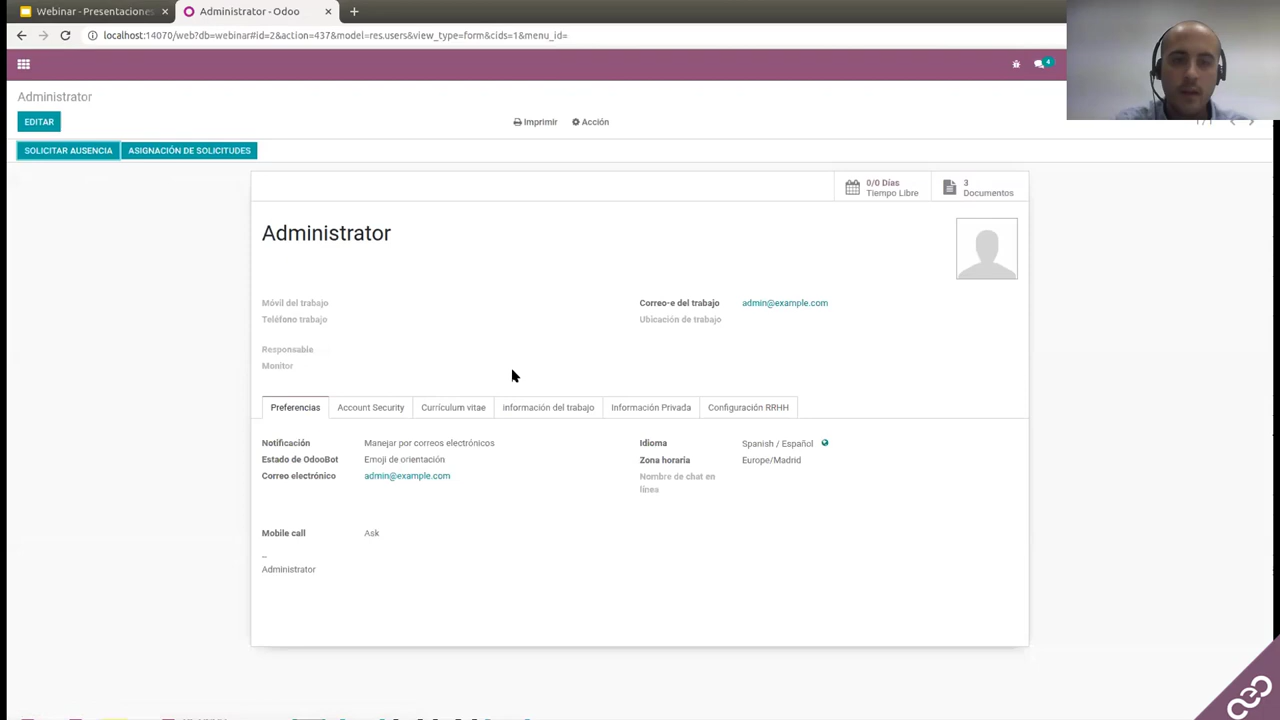 Webinar - Presentaciones
Administrator - Odoo
localhost:14070/web?db=webinar#id=2&action=437&model=res.users&view_type=form&cids=1&menu_id=
4
Administrator
EDITAR
Imprimir
Acción
1 / 1
SOLICITAR AUSENCIA
ASIGNACIÓN DE SOLICITUDES
0/0 Días
Tiempo Libre
3
Documentos
Administrator
Móvil del trabajo
Teléfono trabajo
Correo-e del trabajo admin@example.com
Ubicación de trabajo
Responsable
Monitor
Preferencias Account Security Currículum vitae Información del trabajo Información Privada Configuración RRHH
Notificación Manejar por correos electrónicos
Estado de OdooBot Emoji de orientación
Correo electrónico admin@example.com
Idioma Spanish / Español
Zona horaria Europe/Madrid
Nombre de chat en
línea
Mobile call Ask
--
Administrator